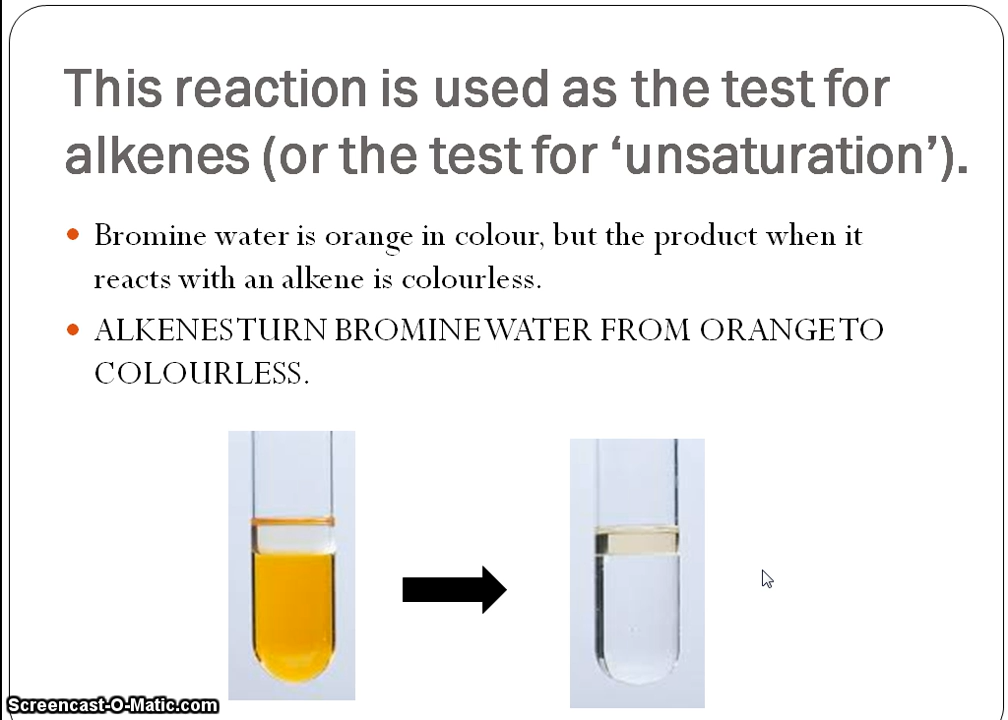 This reaction is used as the test for
alkenes (or the test for ‘unsaturation’).
Bromine water is orange in colour, but the product when it
reacts with an alkene is colourless.
ALKENES TURN BROMINE WATER FROM ORANGE TO
COLOURLESS.
Screencast-O-Matic.com